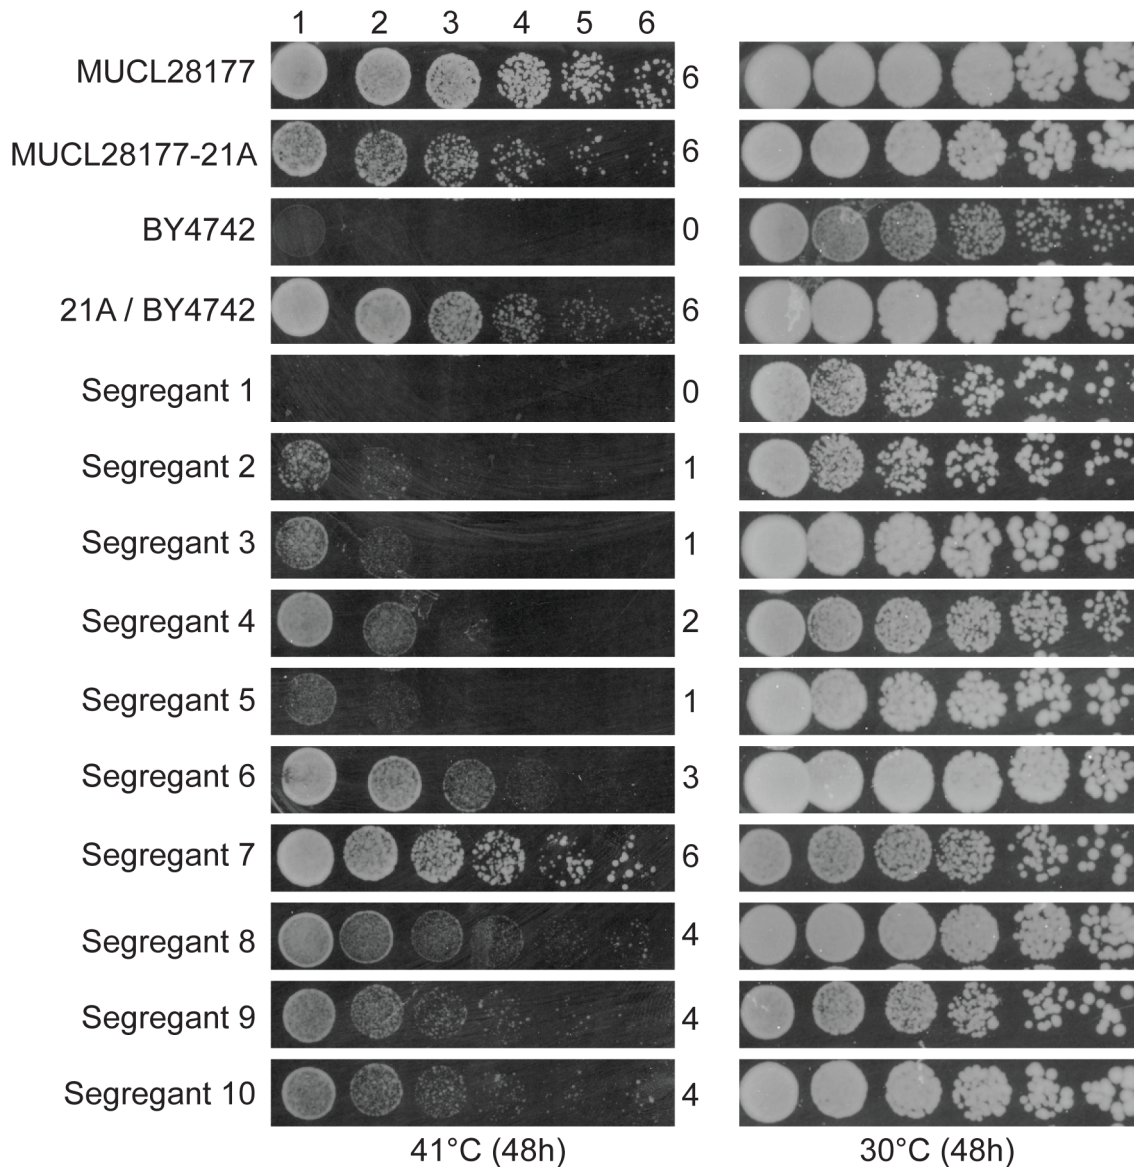 1 2 3 4 5 6
MUCL28177 6
MUCL28177-21A 6
BY4742 0
21A / BY4742 6
Segregant 1 0
Segregant 2 1
Segregant 3 1
Segregant 4 2
Segregant 5 1
Segregant 6 3
Segregant 7 6
Segregant 8 4
Segregant 9 4
Segregant 10 4
41°C (48h) 30°C (48h)